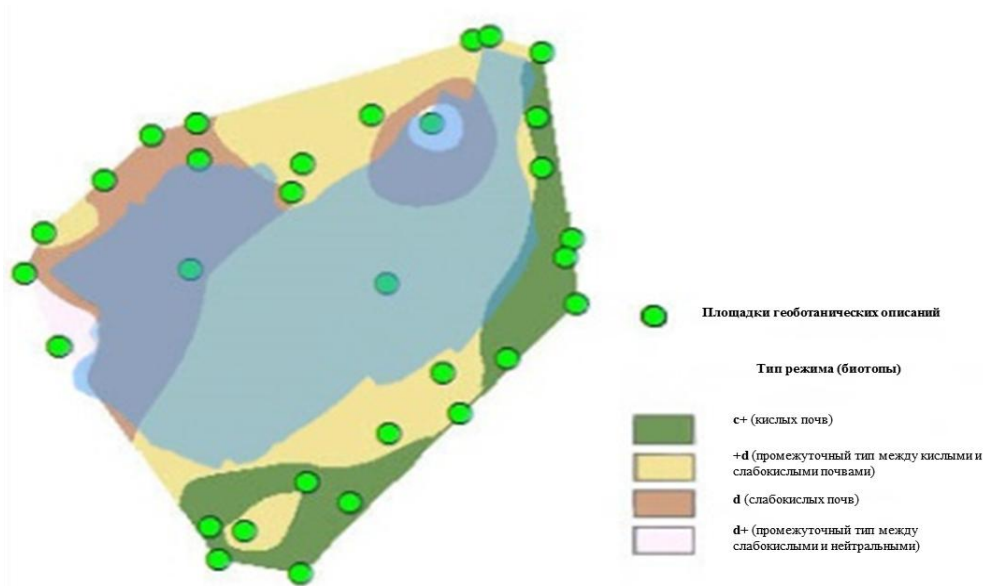 Площадки геоботанических описаний
Тип режима (биотопы)
c+ (кислых почв)
+d (промежуточный тип между кислыми и
слабокислыми почвами)
d (слабокислых почв)
d+ (промежуточный тип между
слабокислыми и нейтральными)